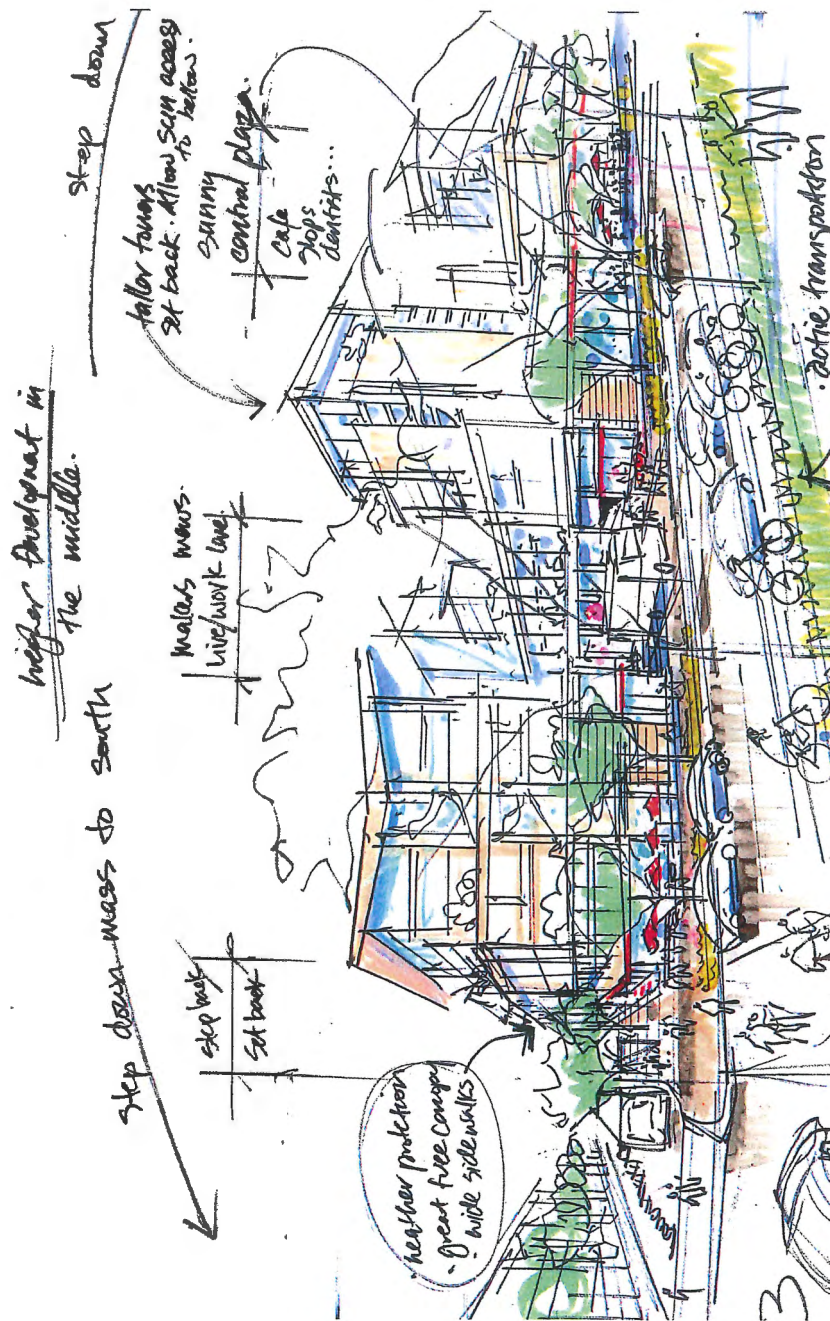 higher Development in
the middle.
step down mass to south
step down
taller towers
set back. Allow sun access
to bellow.
step back
set back
makers mews.
live/work lane.
sunny
central plaza.
cafe
shops
dentists...
. weather protection
. great tree canopy
. wide sidewalks
. active transportation
3